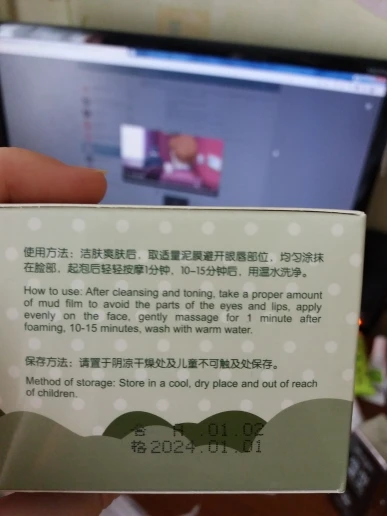 使用方法：洁肤爽肤后，取适量泥膜避开眼唇部位，均匀涂抹
在脸部，起泡后轻轻按摩1分钟，10-15分钟后，用温水洗净。
How to use: After cleansing and toning, take a proper amount
of mud film to avoid the parts of the eyes and lips, apply
evenly on the face, gently massage for 1 minute after
foaming, 10-15 minutes, wash with warm water.
保存方法：请置于阴凉干燥处及儿童不可触及处保存。
Method of storage: Store in a cool, dry place and out of reach
of children.
.01.02
格2024.01.01